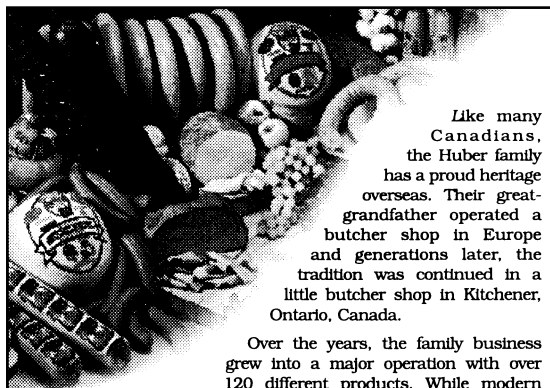 Like many
Canadians,
the Huber family
has a proud heritage
overseas. Their great-
grandfather operated a
butcher shop in Europe
and generations later, the
tradition was continued in a
little butcher shop in Kitchener,
Ontario, Canada.
Over the years, the family business
grew into a major operation with over
120 different products. While modern